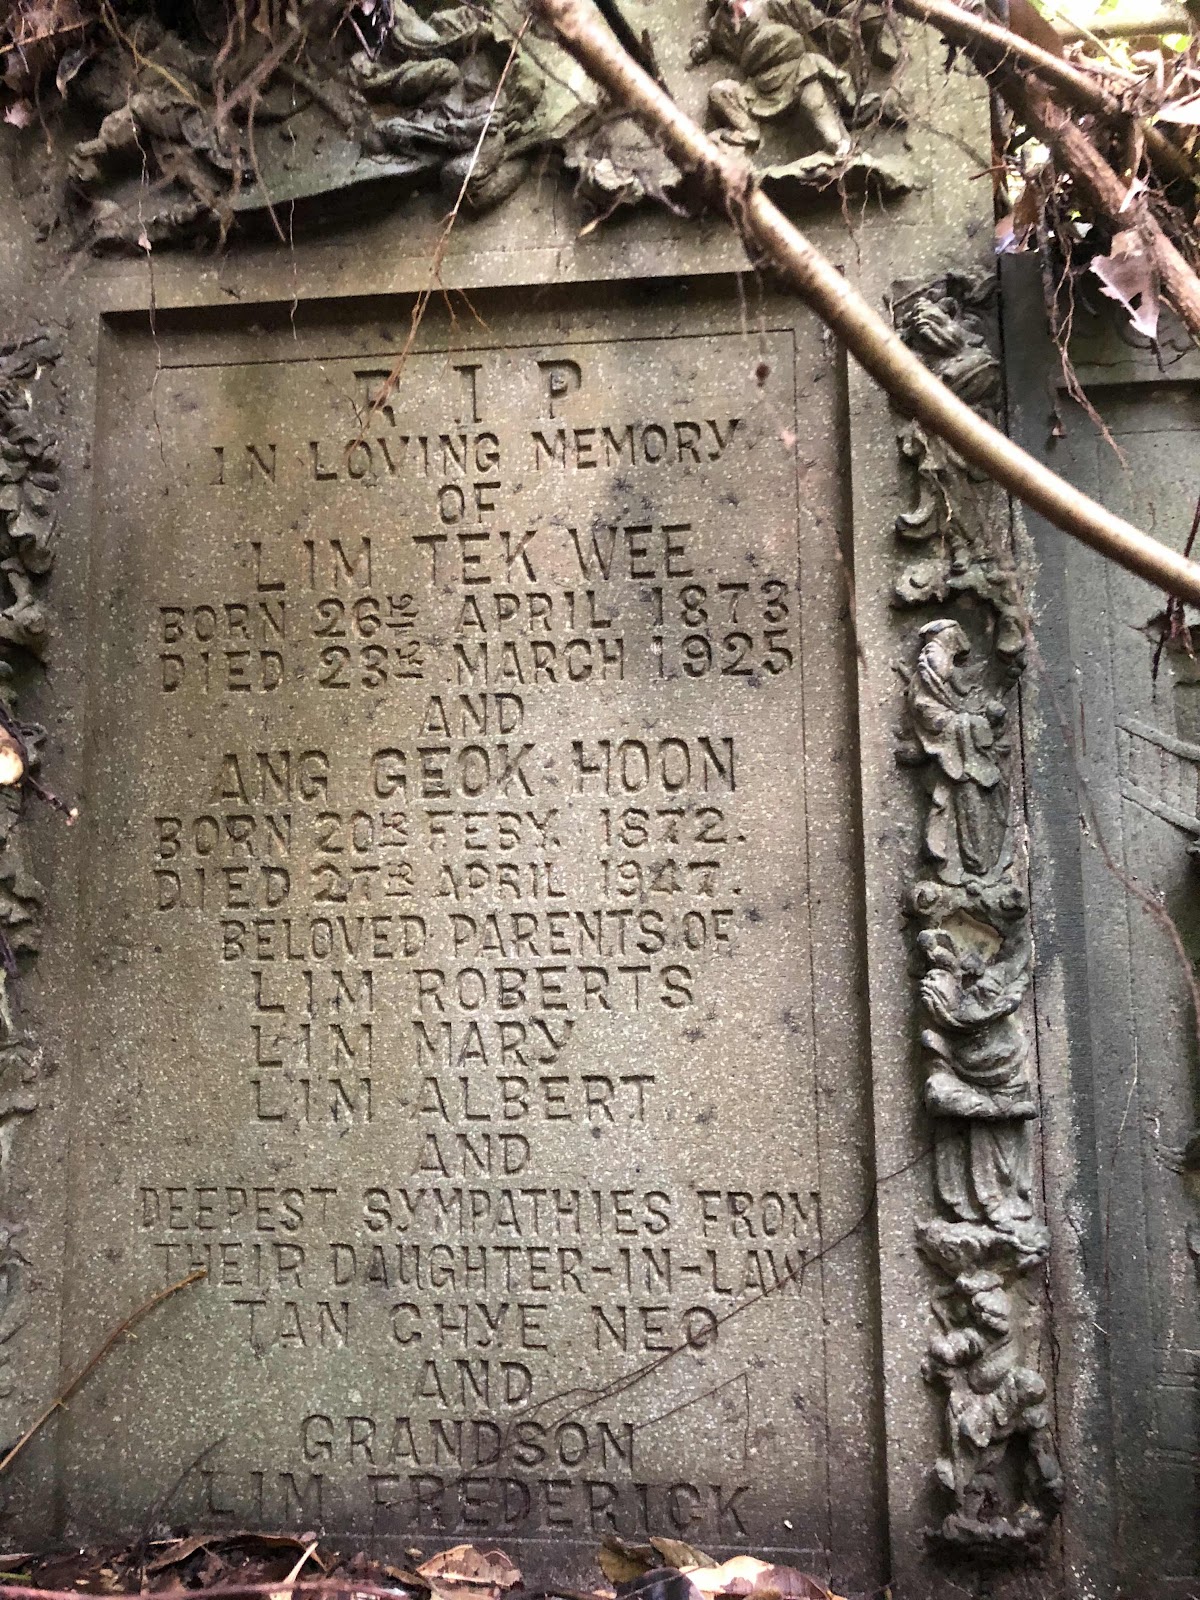 R I P
IN LOVING MEMORY
OF
LIM TEK WEE
BORN 26TH APRIL 1873
DIED 23RD MARCH 1925
AND
ANG GEOK HOON
BORN 20TH FEBY. 1872.
DIED 27TH APRIL 1947.
BELOVED PARENTS OF
LIM ROBERTS
LIM MARY
LIM ALBERT
AND
DEEPEST SYMPATHIES FROM
THEIR DAUGHTER-IN-LAW
TAN CHYE NEO
AND
GRANDSON
LIM FREDERICK